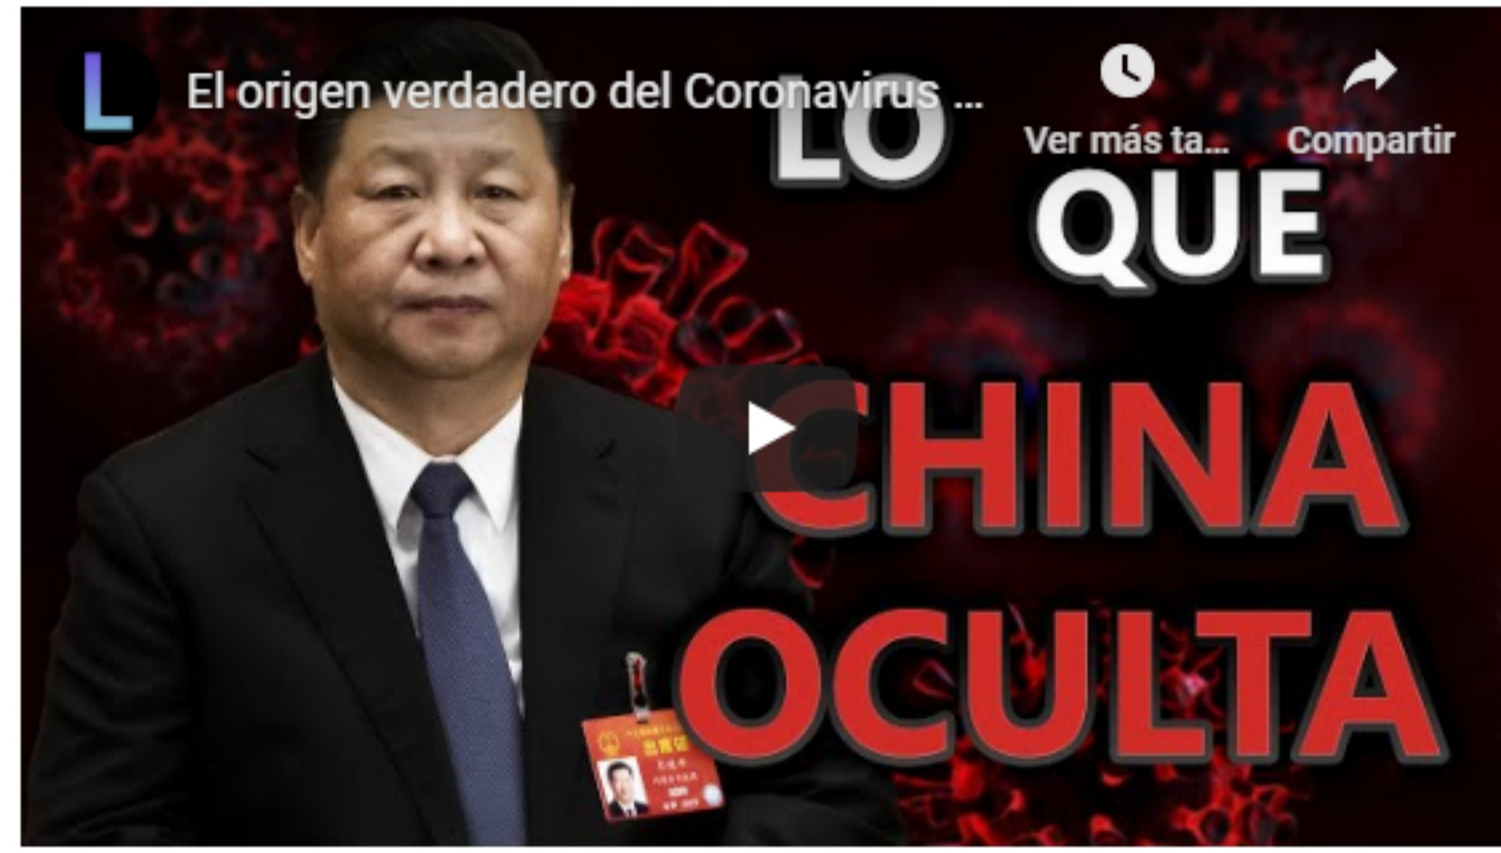 L
El origen verdadero del Coronavirus ...
Ver más ta...
Compartir
LO
QUE
CHINA
OCULTA